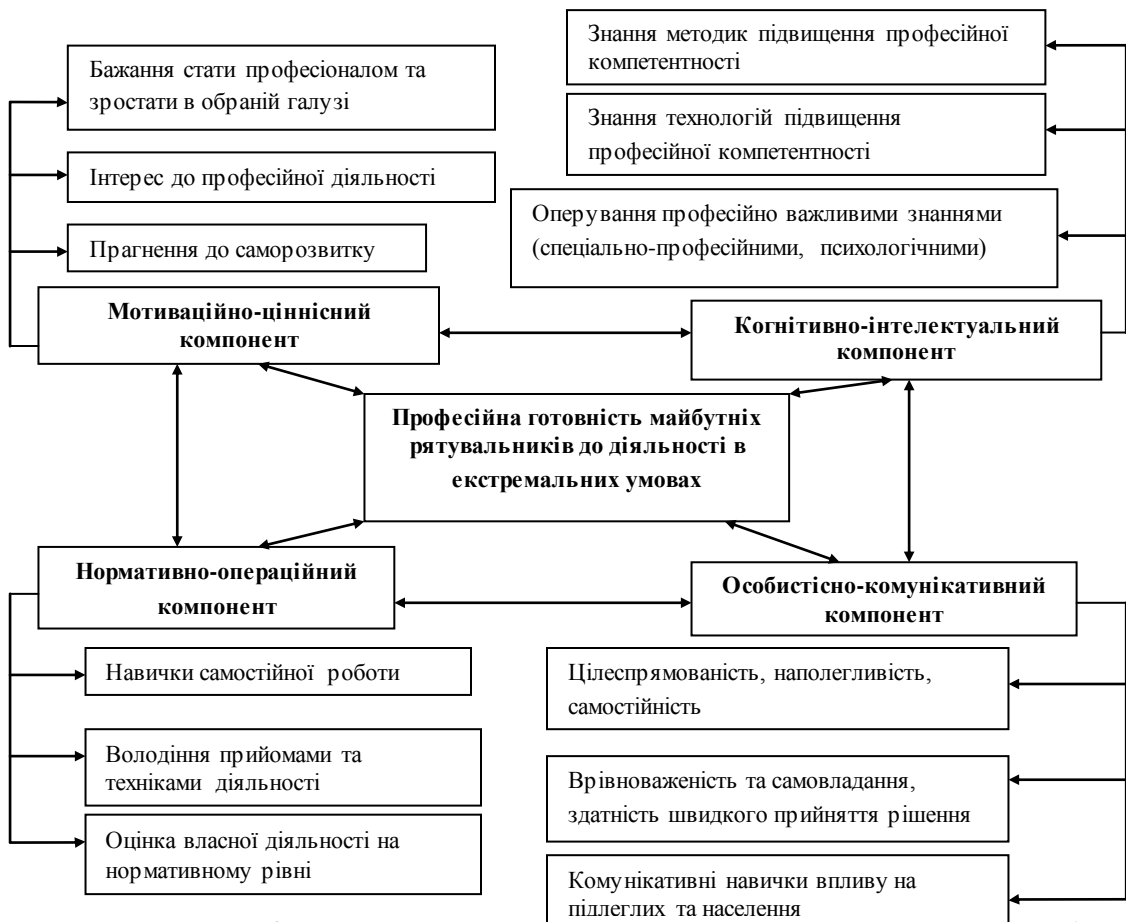 Бажання стати професіоналом та
зростати в обраній галузі
Інтерес до професійної діяльності
Прагнення до саморозвитку
Мотиваційно-ціннісний
компонент
Знання методик підвищення професійної
компетентності
Знання технологій підвищення
професійної компетентності
Оперування професійно важливими знаннями
(спеціально-професійними, психологічними)
Когнітивно-інтелектуальний
компонент
Професійна готовність майбутніх
рятувальників до діяльності в
екстремальних умовах
Нормативно-операційний
компонент
Навички самостійної роботи
Володіння прийомами та
техніками діяльності
Оцінка власної діяльності на
нормативному рівні
Особистісно-комунікативний
компонент
Цілеспрямованість, наполегливість,
самостійність
Врівноваженість та самовладання,
здатність швидкого прийняття рішення
Комунікативні навички впливу на
підлеглих та населення